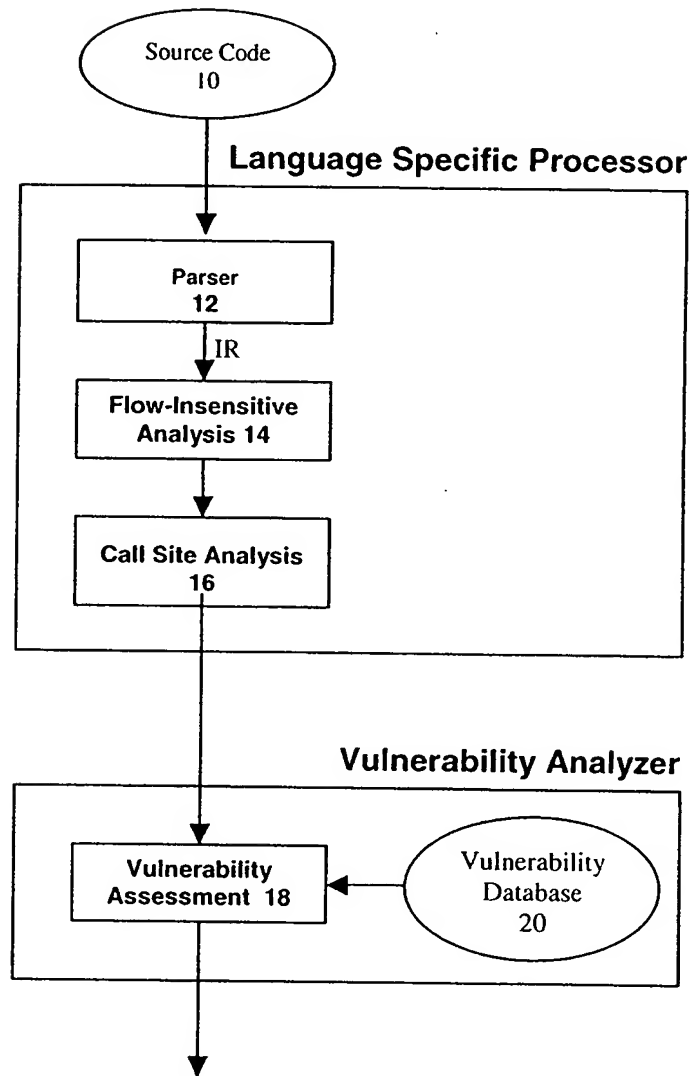 Source Code
10
Language Specific Processor
Parser
12
IR
Flow-Insensitive
Analysis 14
Call Site Analysis
16
Vulnerability Analyzer
Vulnerability
Assessment 18
Vulnerability
Database
20